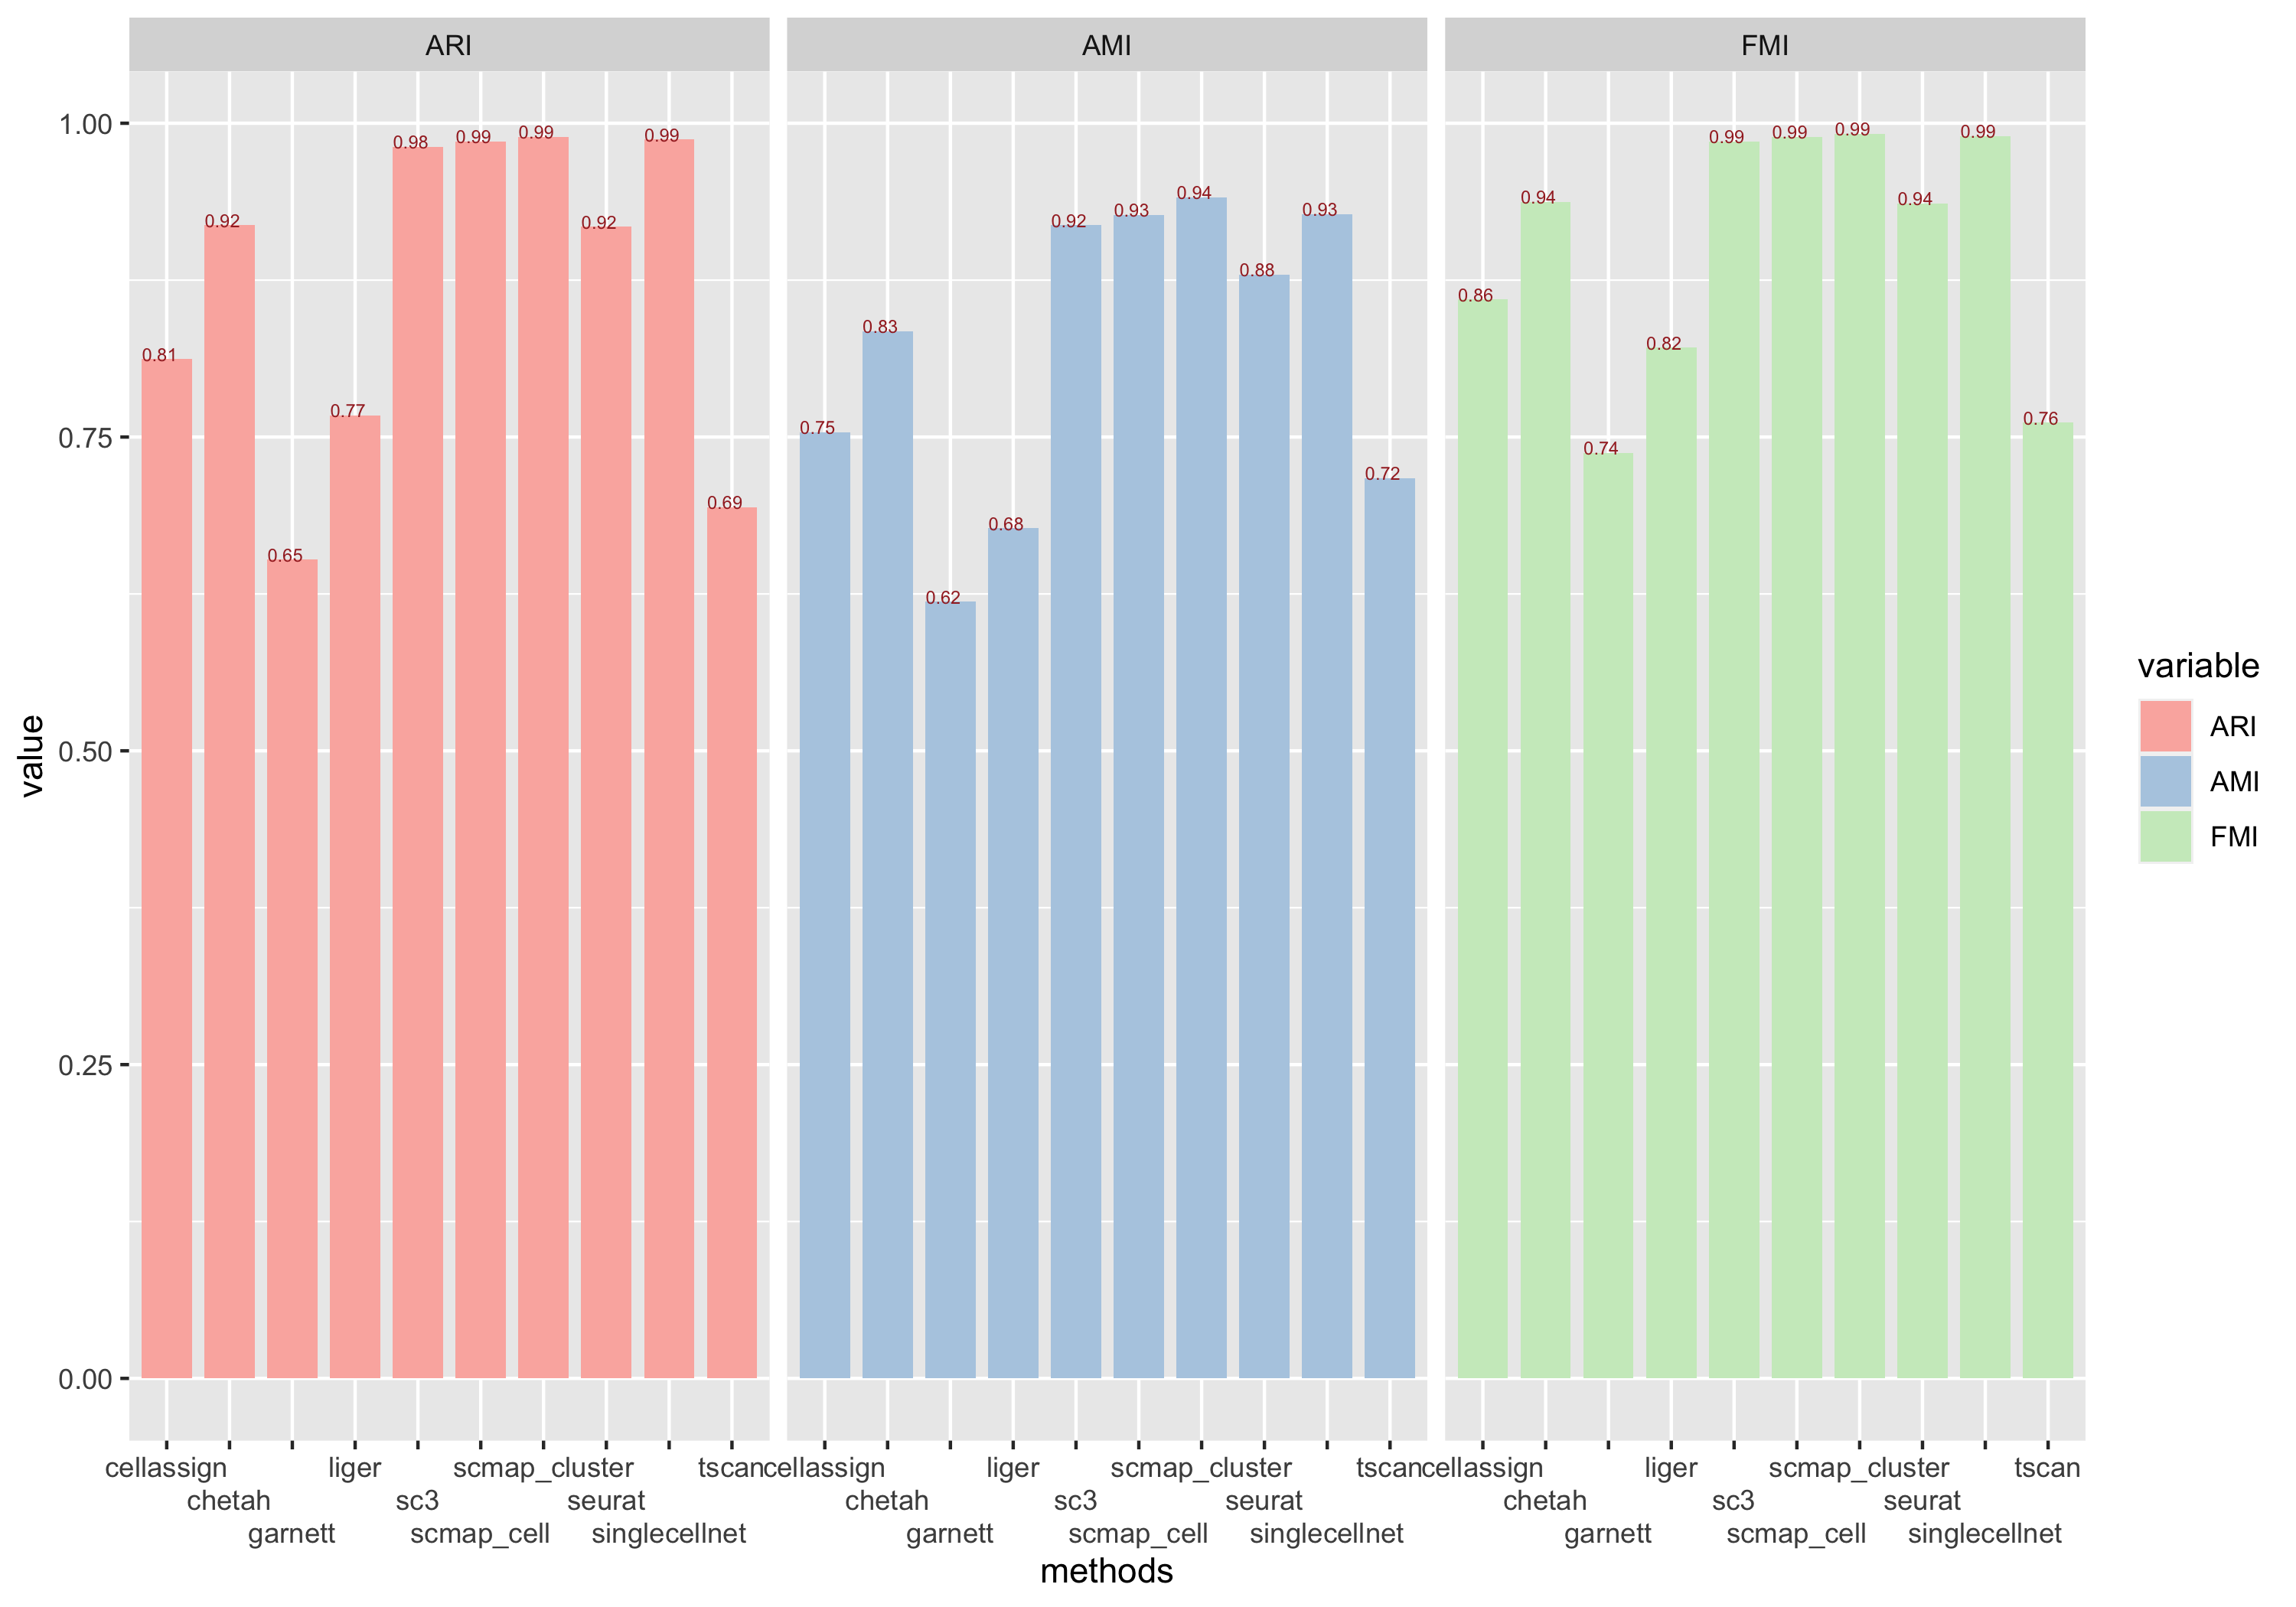 ARI AMI FMI
1.00
0.75
0.50
0.25
0.00
value
0.81 0.92 0.65 0.77 0.98 0.99 0.99 0.92 0.99 0.69
0.75 0.83 0.62 0.68 0.92 0.93 0.94 0.88 0.93 0.72
0.86 0.94 0.74 0.82 0.99 0.99 0.99 0.94 0.99 0.76
cellassign liger scmap_cluster tscan cellassign liger scmap_cluster tscan cellassign liger scmap_cluster tscan
chetah sc3 seurat chetah sc3 seurat chetah sc3 seurat
garnett scmap_cell singlecellnet garnett scmap_cell singlecellnet garnett scmap_cell singlecellnet
methods
variable
ARI
AMI
FMI